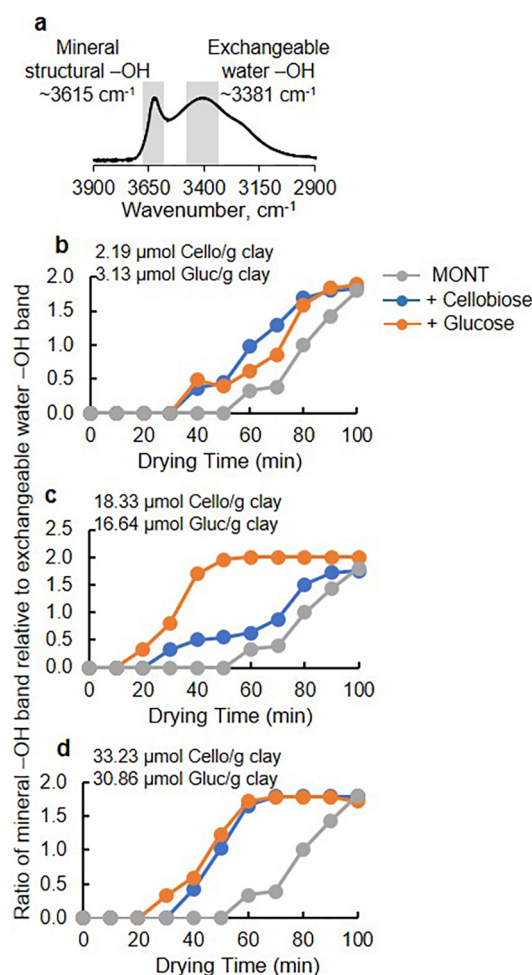 a
Mineral
structural –OH
~3615 cm⁻¹
Exchangeable
water –OH
~3381 cm⁻¹
3900 3650 3400 3150 2900
Wavenumber, cm⁻¹
Ratio of mineral –OH band relative to exchangeable water –OH band
b
2.19 µmol Cello/g clay
3.13 µmol Gluc/g clay
2.0
1.5
1.0
0.5
0.0
0 20 40 60 80 100
Drying Time (min)
MONT
+ Cellobiose
+ Glucose
c
18.33 µmol Cello/g clay
16.64 µmol Gluc/g clay
2.5
2.0
1.5
1.0
0.5
0.0
0 20 40 60 80 100
Drying Time (min)
d
33.23 µmol Cello/g clay
30.86 µmol Gluc/g clay
2.0
1.5
1.0
0.5
0.0
0 20 40 60 80 100
Drying Time (min)